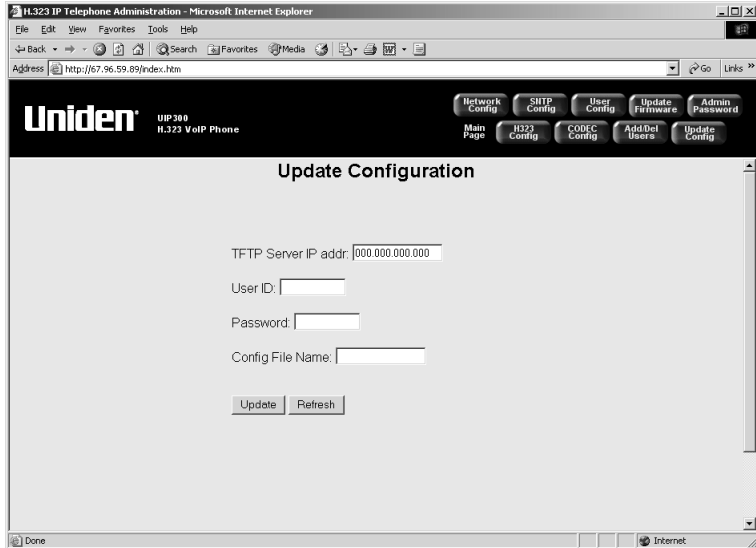 H.323 IP Telephone Administration - Microsoft Internet Explorer
File Edit View Favorites Tools Help
Back Search Favorites Media
Address http://67.96.59.89/index.htm Go Links »
Uniden
UIP300
H.323 VoIP Phone
Network Config SNTP Config User Config Update Firmware Admin Password
Main Page H323 Config CODEC Config Add/Del Users Update Config
Update Configuration
TFTP Server IP addr: 000.000.000.000
User ID:
Password:
Config File Name:
Update Refresh
Done Internet